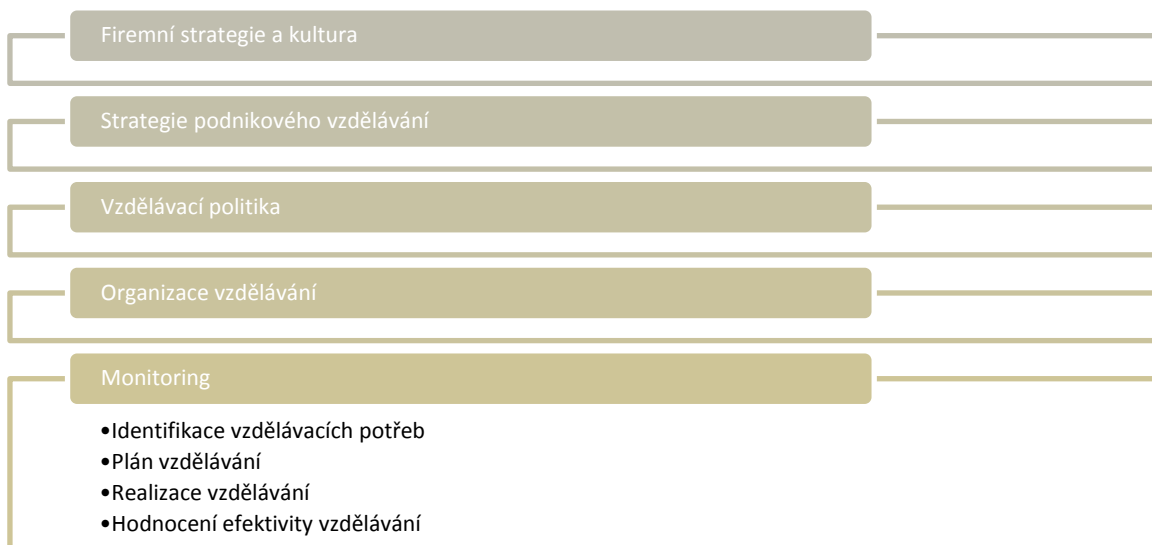 Firemní strategie a kultura
Strategie podnikového vzdělávání
Vzdělávací politika
Organizace vzdělávání
Monitoring
•Identifikace vzdělávacích potřeb
•Plán vzdělávání
•Realizace vzdělávání
•Hodnocení efektivity vzdělávání